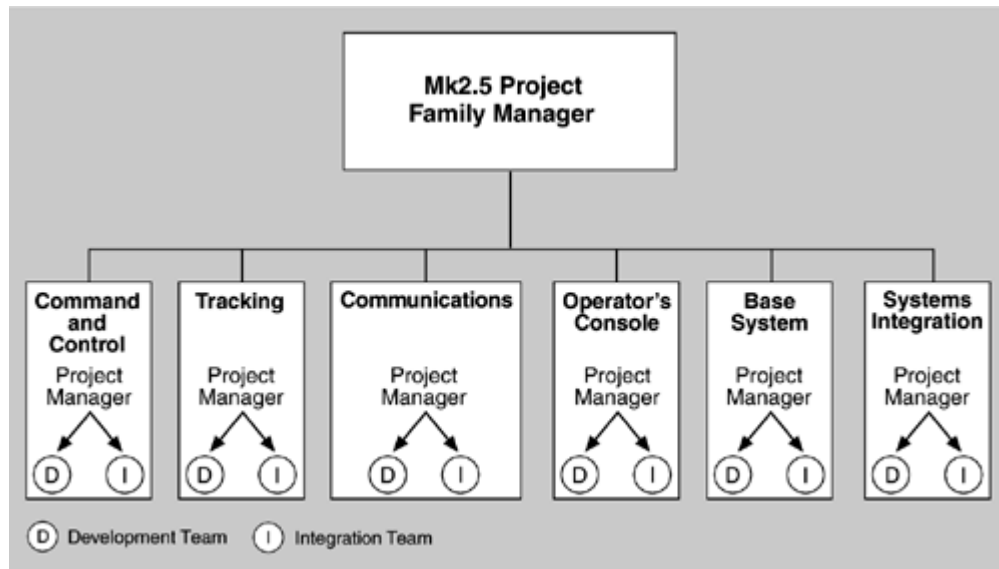 Mk2.5 Project
Family Manager
Command
and
Control
Project
Manager
D I
Tracking
Project
Manager
D I
Communications
Project
Manager
D I
Operator's
Console
Project
Manager
D I
Base
System
Project
Manager
D I
Systems
Integration
Project
Manager
D I
D Development Team I Integration Team